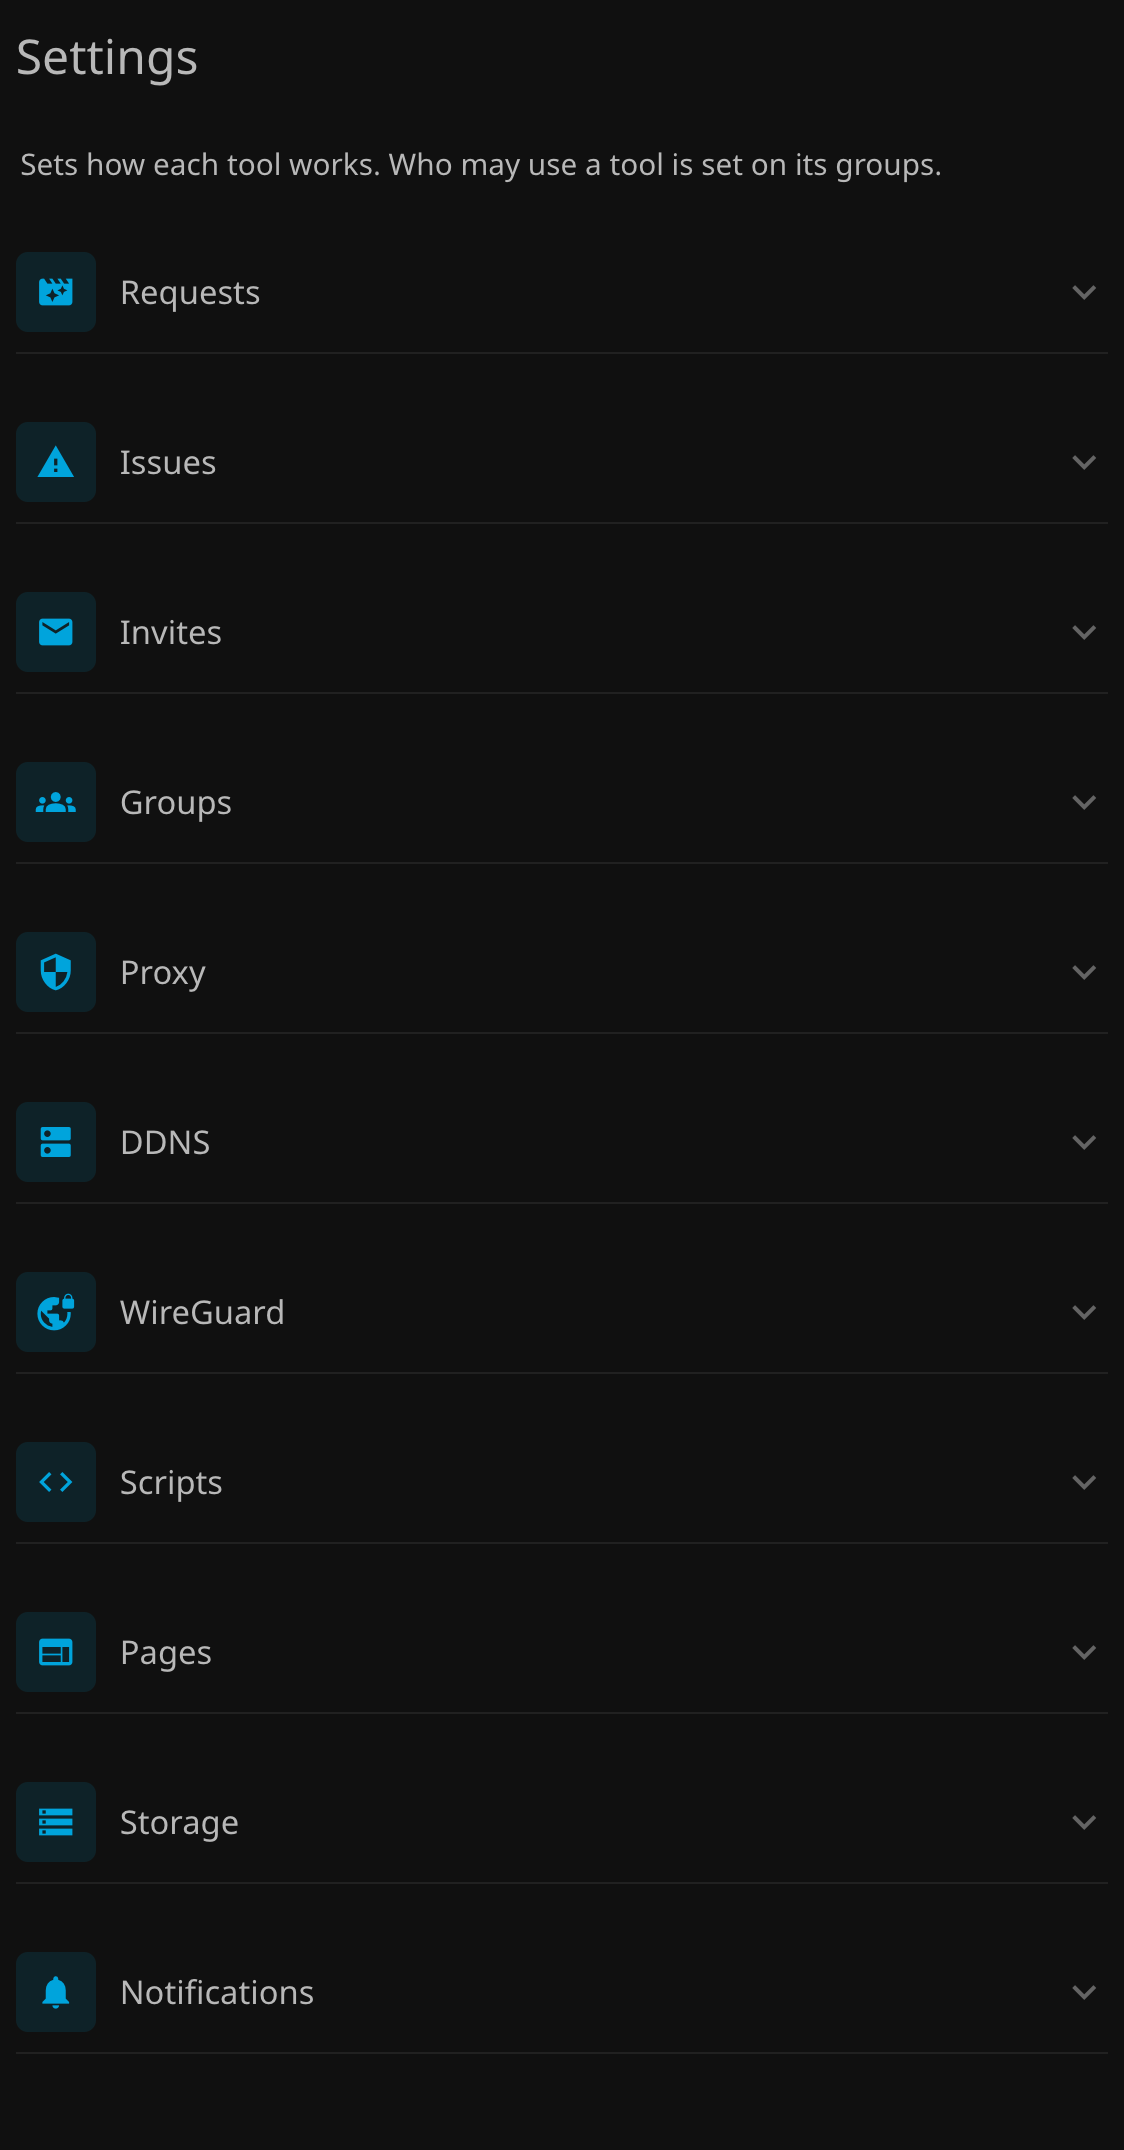 Settings
Sets how each tool works. Who may use a tool is set on its groups.
Requests
Issues
Invites
Groups
Proxy
DDNS
WireGuard
Scripts
Pages
Storage
Notifications